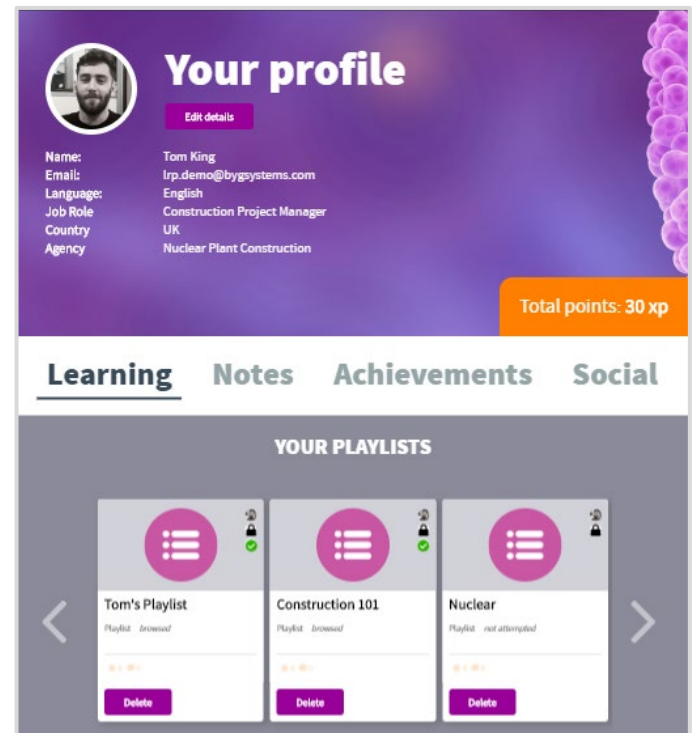 Your profile
Edit details
Name: Tom King
Email: lrp.demo@bygsystems.com
Language: English
Job Role Construction Project Manager
Country UK
Agency Nuclear Plant Construction
Total points: 30 xp
Learning Notes Achievements Social
YOUR PLAYLISTS
Tom's Playlist Construction 101 Nuclear
Playlist browsed Playlist browsed Playlist not attempted
Delete Delete Delete